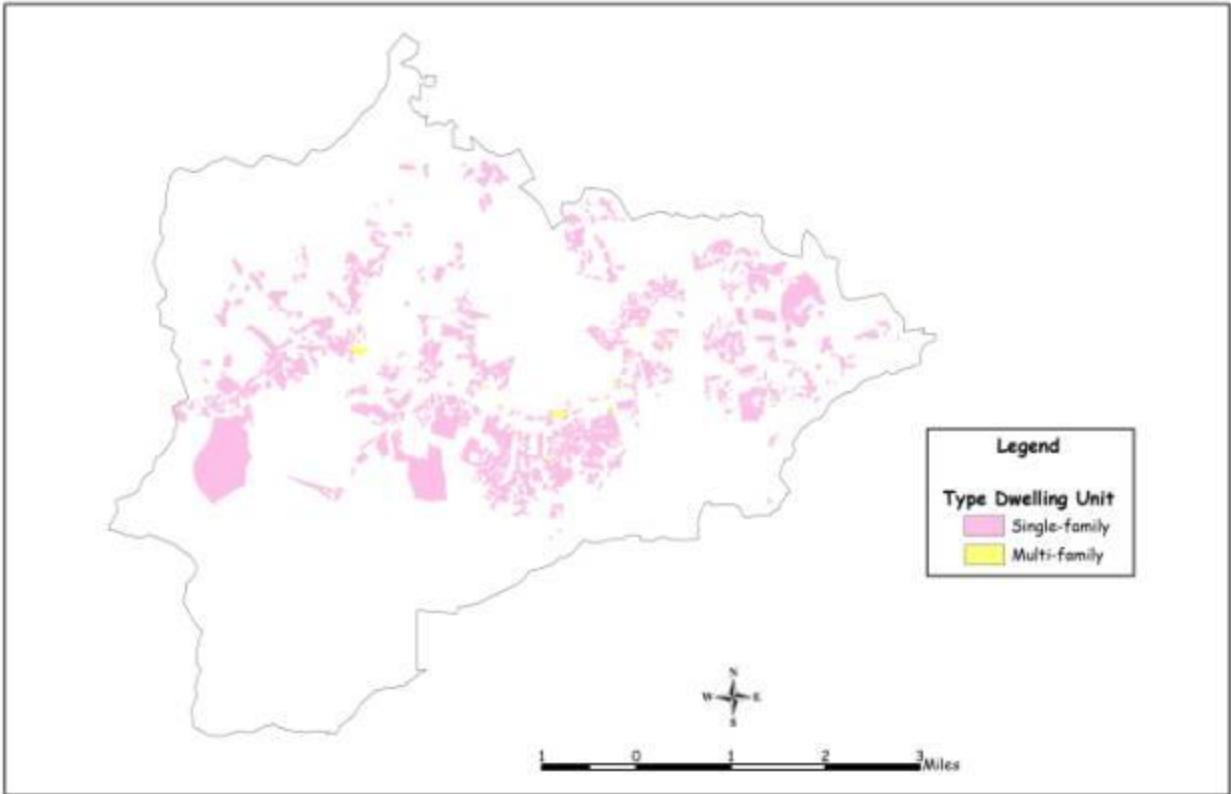 Legend
Type Dwelling Unit
Single-family
Multi-family
N
W E
S
1 0 1 2 3
Miles